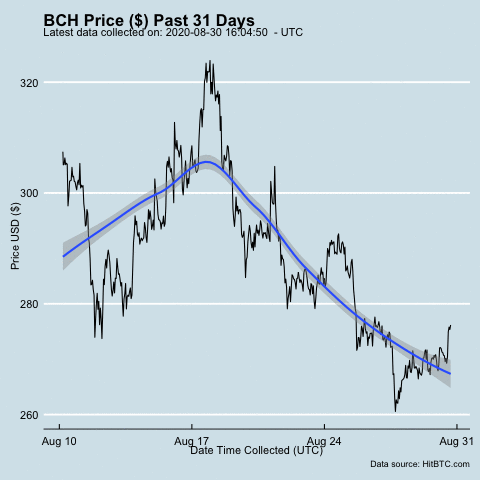 BCH Price ($) Past 31 Days
Latest data collected on: 2020-08-30 16:04:50 - UTC
Price USD ($)
320
300
280
260
Aug 10 Aug 17 Aug 24 Aug 31
Date Time Collected (UTC)
Data source: HitBTC.com